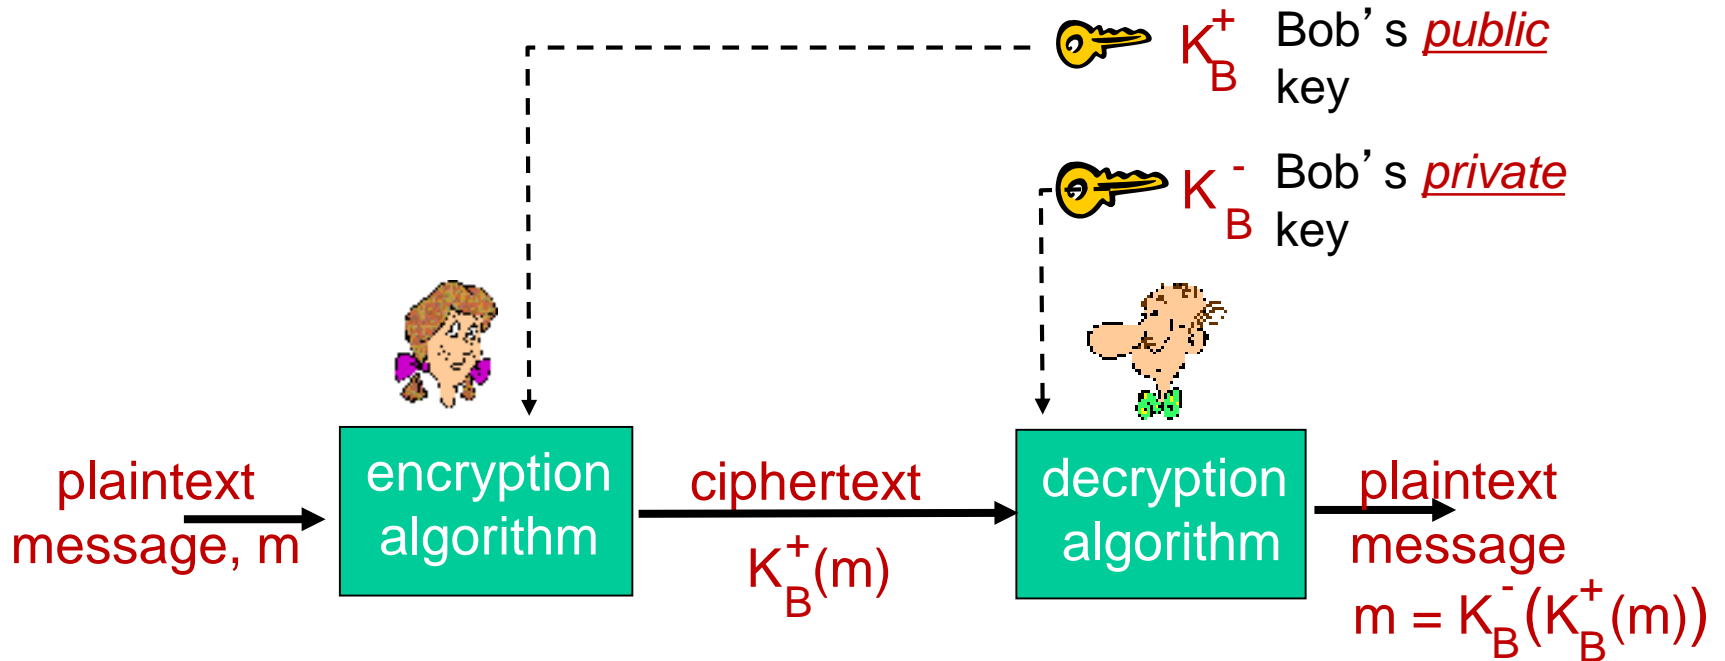 K_B^+ Bob’s public
key
K_B^- Bob’s private
key
plaintext
message, m
encryption
algorithm
ciphertext
K_B^+(m)
decryption
algorithm
plaintext
message
m = K_B^-(K_B^+(m))